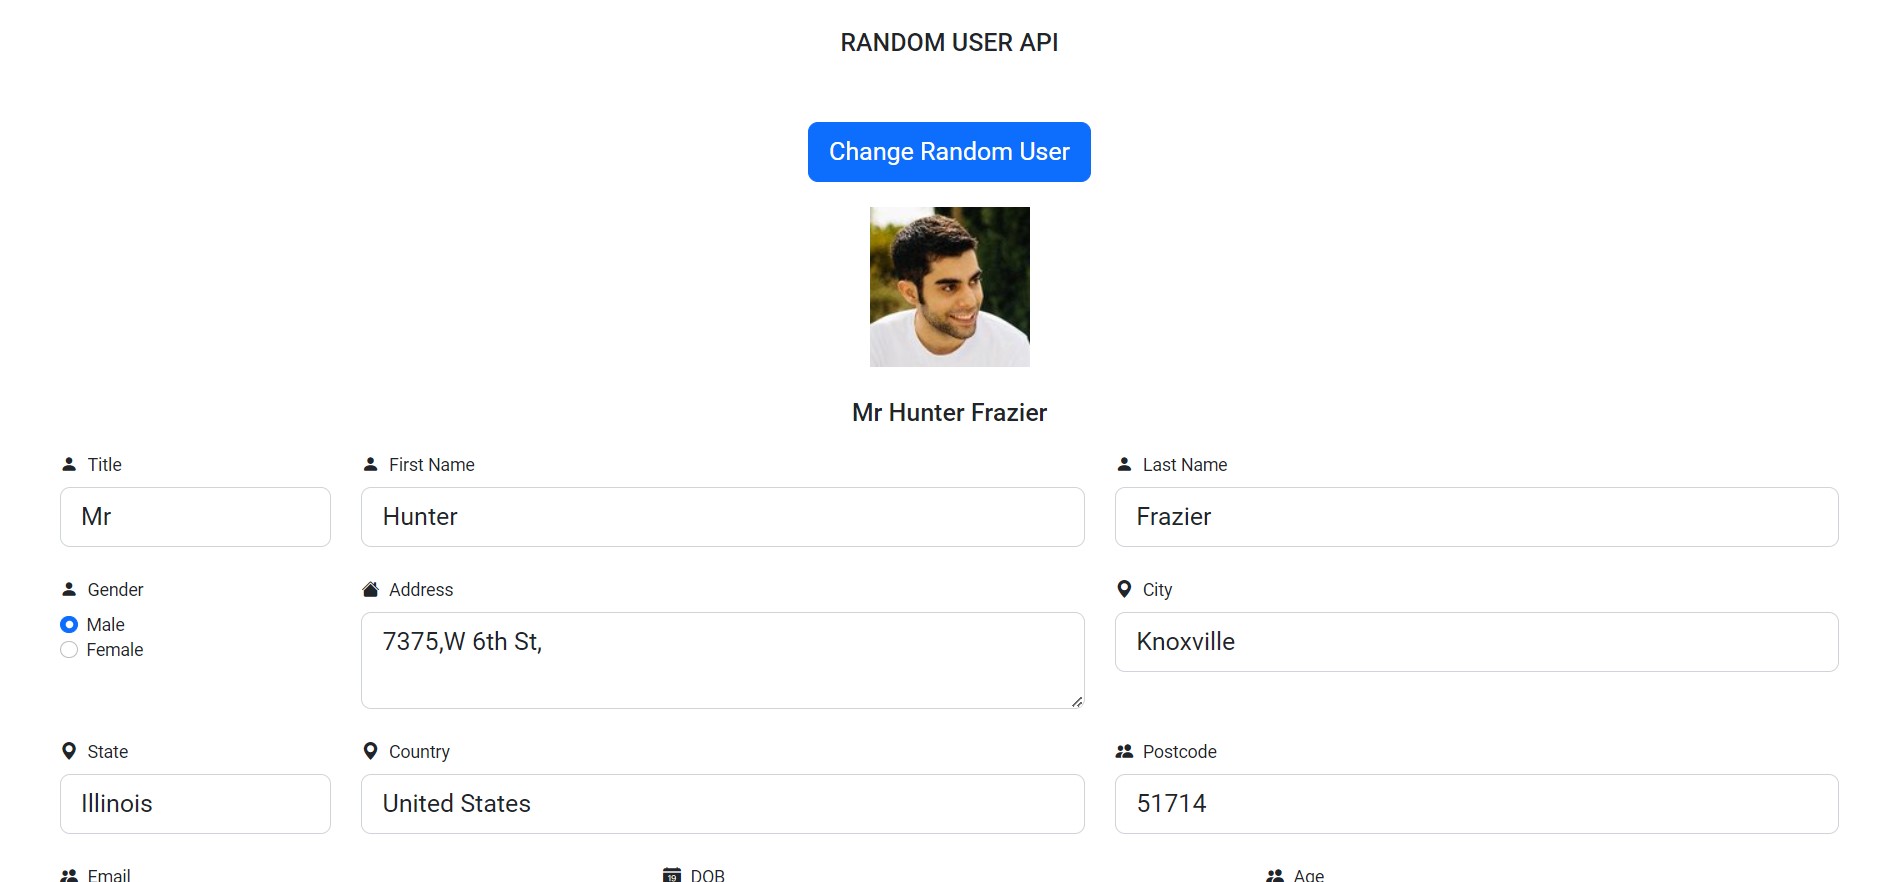 RANDOM USER API
Change Random User
Mr Hunter Frazier
Title First Name Last Name
Mr Hunter Frazier
Gender Address City
Male
Female
7375,W 6th St,
Knoxville
State Country Postcode
Illinois United States 51714
Email 19 DOB Age